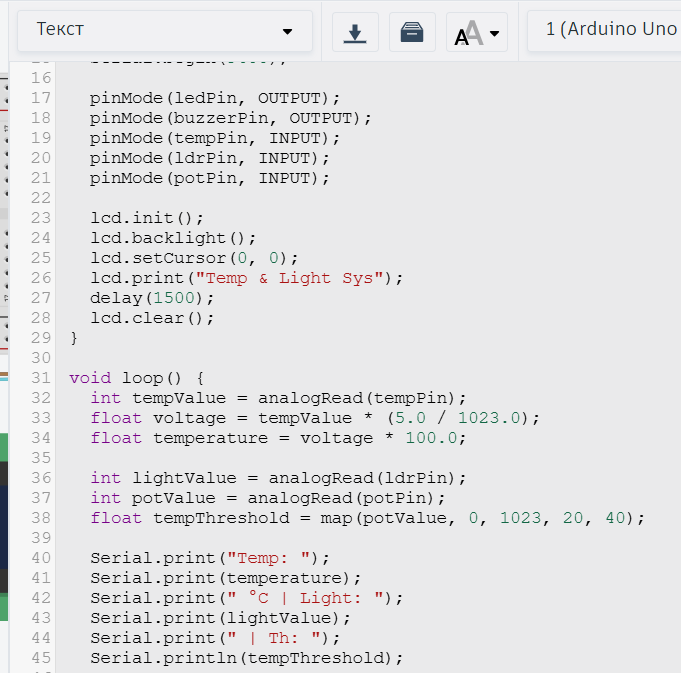 Текст
1 (Arduino Uno
16
17 pinMode(ledPin, OUTPUT);
18 pinMode(buzzerPin, OUTPUT);
19 pinMode(tempPin, INPUT);
20 pinMode(ldrPin, INPUT);
21 pinMode(potPin, INPUT);
22
23 lcd.init();
24 lcd.backlight();
25 lcd.setCursor(0, 0);
26 lcd.print("Temp & Light Sys");
27 delay(1500);
28 lcd.clear();
29 }
30
31 void loop() {
32 int tempValue = analogRead(tempPin);
33 float voltage = tempValue * (5.0 / 1023.0);
34 float temperature = voltage * 100.0;
35
36 int lightValue = analogRead(ldrPin);
37 int potValue = analogRead(potPin);
38 float tempThreshold = map(potValue, 0, 1023, 20, 40);
39
40 Serial.print("Temp: ");
41 Serial.print(temperature);
42 Serial.print(" °C | Light: ");
43 Serial.print(lightValue);
44 Serial.print(" | Th: ");
45 Serial.println(tempThreshold);